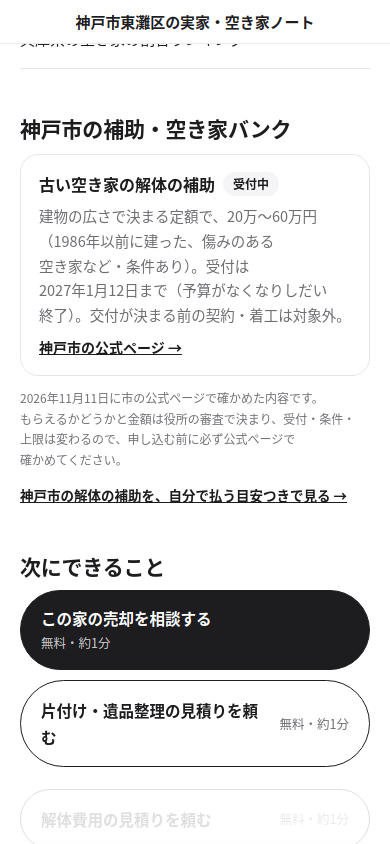 神戸市東灘区の実家・空き家ノート
神戸市の補助・空き家バンク
古い空き家の解体の補助 受付中
建物の広さで決まる定額で、20万〜60万円
（1986年以前に建った、傷みのある
空き家など・条件あり）。受付は
2027年1月12日まで（予算がなくなりしだい
終了）。交付が決まる前の契約・着工は対象外。
神戸市の公式ページ →
2026年11月11日に市の公式ページで確かめた内容です。
もらえるかどうかと金額は役所の審査で決まり、受付・条件・
上限は変わるので、申し込む前に必ず公式ページで
確かめてください。
神戸市の解体の補助を、自分で払う目安つきで見る →
次にできること
この家の売却を相談する
無料・約1分
片付け・遺品整理の見積りを頼
む
無料・約1分
解体費用の見積りを頼む 無料・約1分